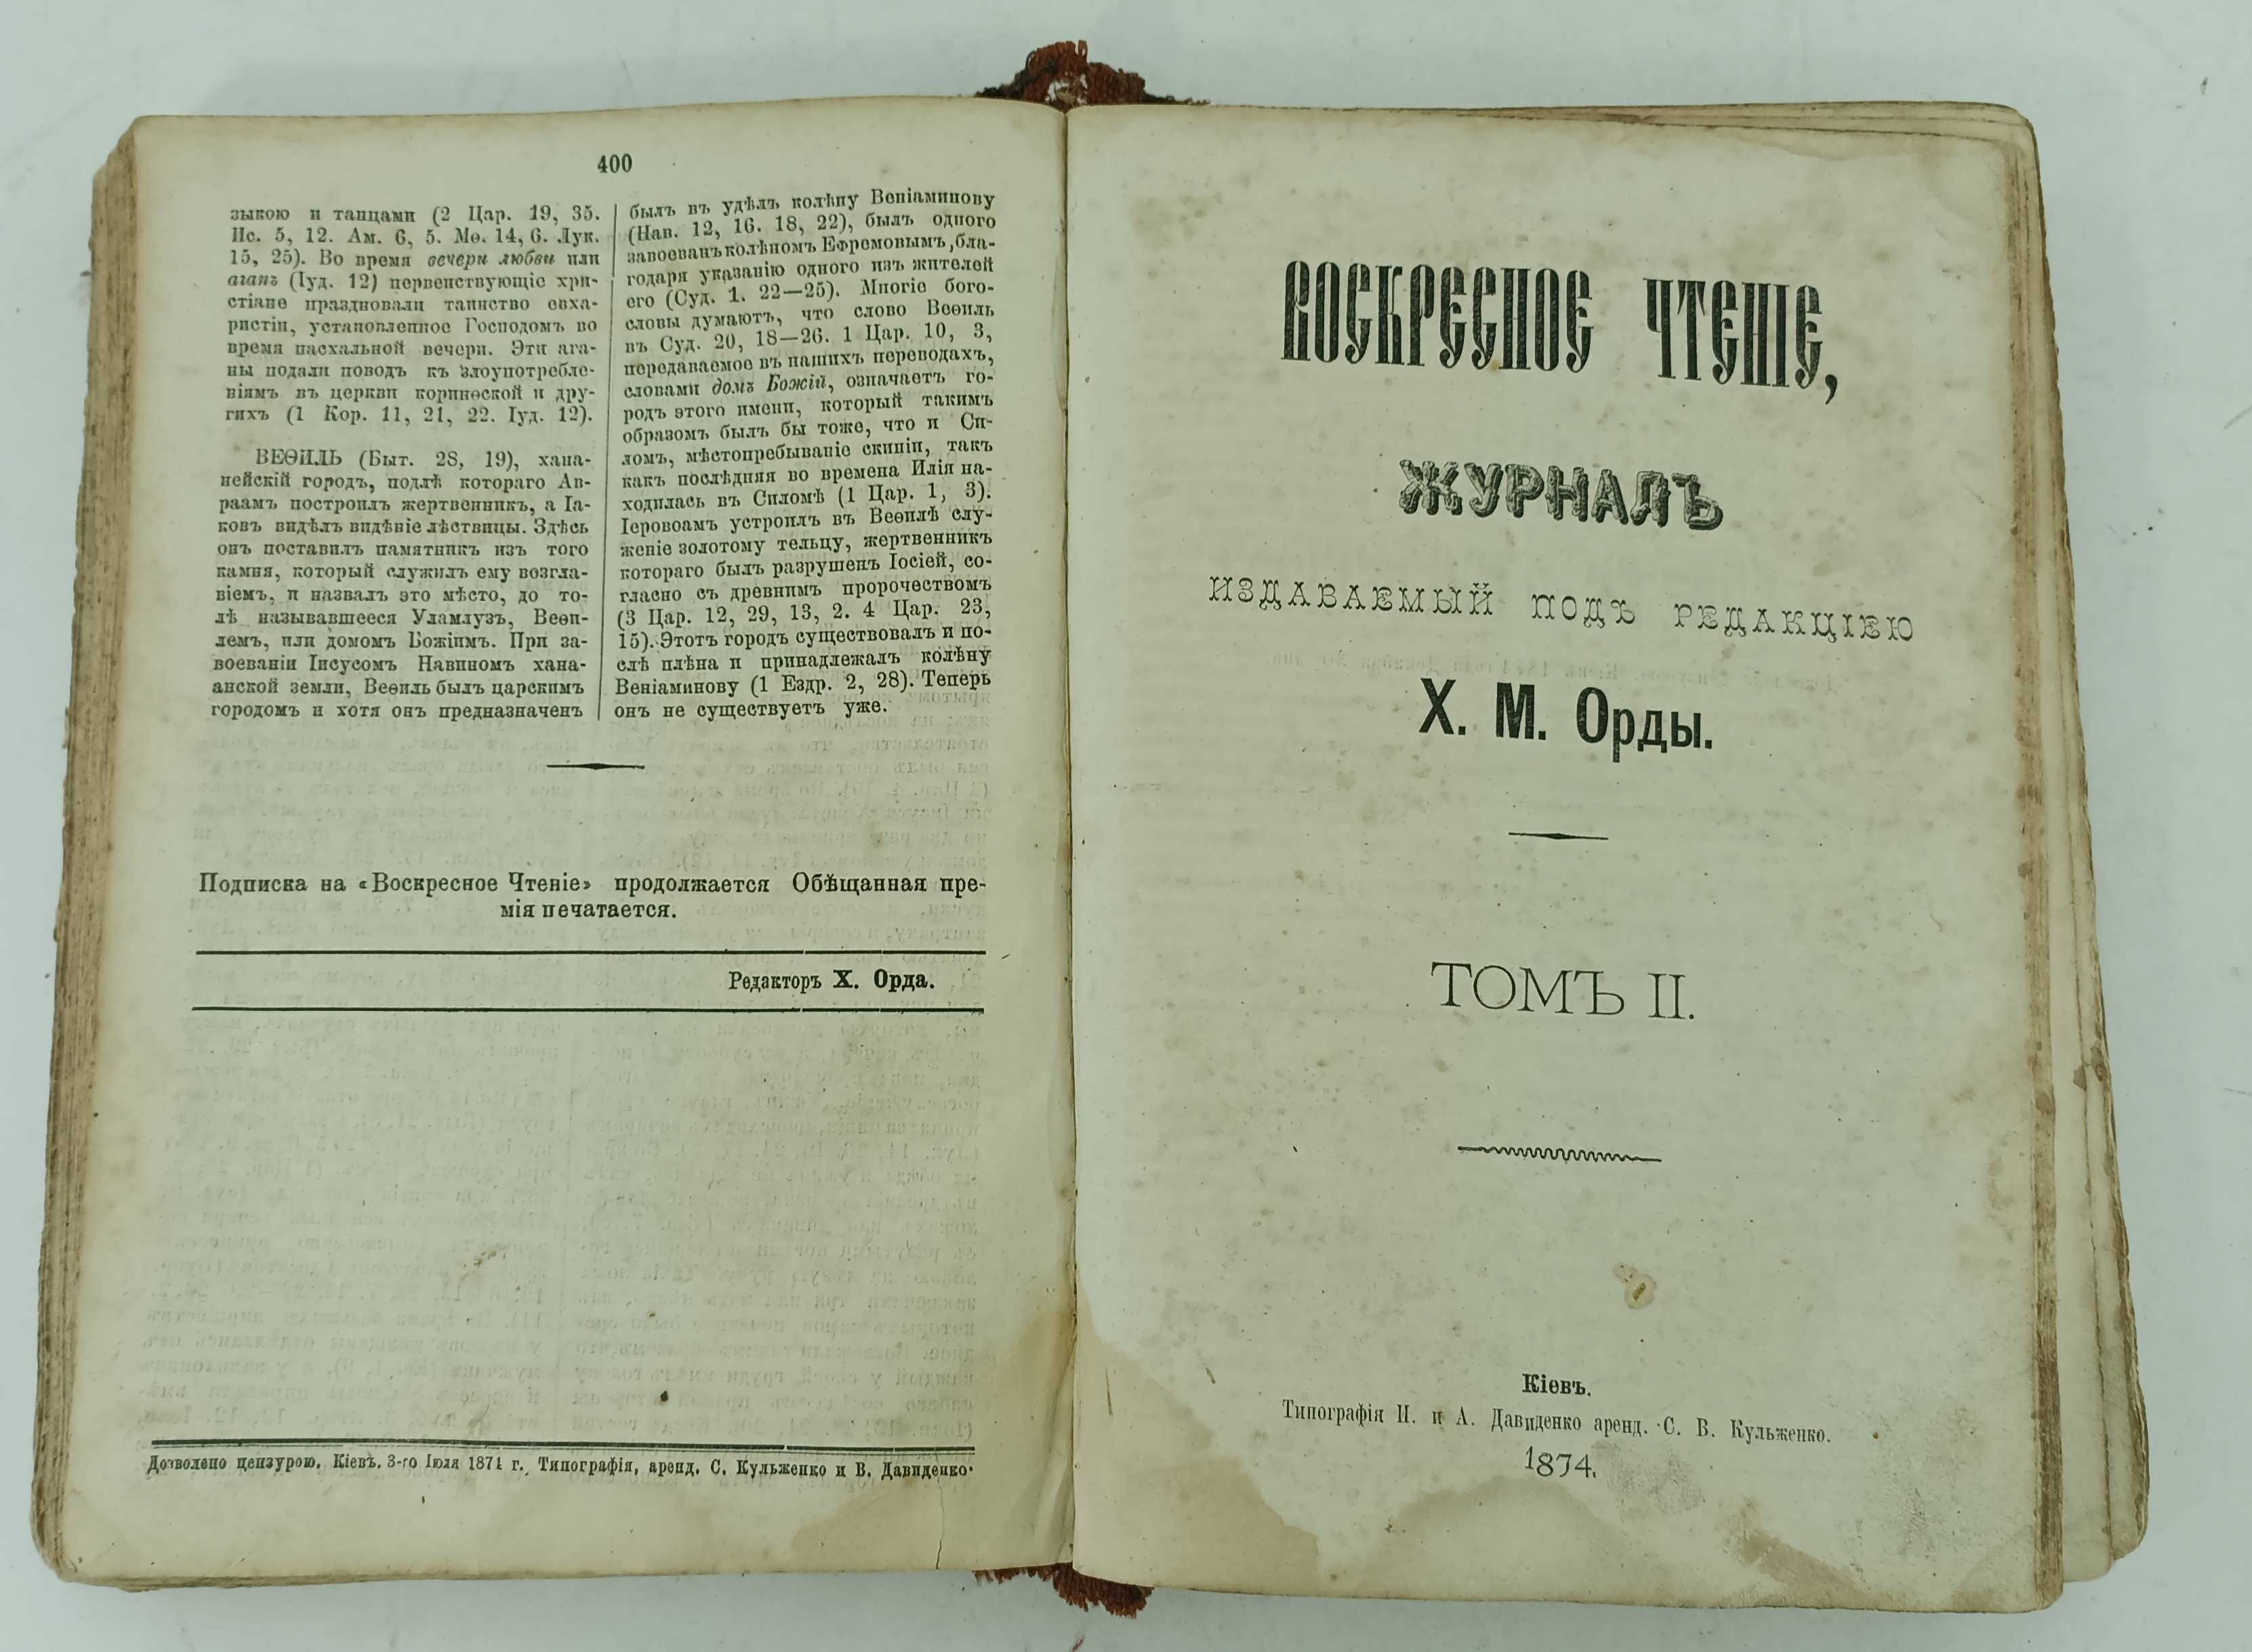 400
зыкою и танцами (2 Цар. 19, 35.
Ис. 5, 12. Ам. 6, 5. Мѳ. 14, 6. Лук.
15, 25). Во время вечери любви или
агапъ (Іуд. 12) первенствующіе хри-
стіане праздновали таинство евха-
ристіи, установленное Господомъ во
время пасхальной вечери. Эти ага-
пы подали поводъ къ злоупотребле-
ніямъ въ церкви коринѳской и дру-
гихъ (1 Кор. 11, 21, 22. Іуд. 12).
ВЕѲИЛЬ (Быт. 28, 19), хана-
нейскій городъ, подлѣ котораго Ав-
раамъ построилъ жертвенникъ, а Іа-
ковъ видѣлъ видѣніе лѣствицы. Здѣсь
онъ поставилъ памятникъ изъ того
камня, который служилъ ему возгла-
віемъ, и назвалъ это мѣсто, до то-
лѣ называвшееся Уламлузъ, Веѳи-
лемъ, или домомъ Божіимъ. При за-
воеваніи Іисусомъ Навиномъ хана-
анской земли, Веѳиль былъ царскимъ
городомъ и хотя онъ предназначенъ
былъ въ удѣлъ колѣну Веніаминову
(Нав. 12, 16. 18, 22), былъ одного
завоеванъ колѣномъ Ефремовымъ, бла-
годаря указанію одного изъ жителей
его (Суд. 1. 22—25). Многіе бого-
словы думаютъ, что слово Веѳиль
въ Суд. 20, 18—26. 1 Цар. 10, 3,
передаваемое въ нашихъ переводахъ,
словами домъ Божій, означаетъ го-
родъ этого имени, который такимъ
образомъ былъ бы тоже, что и Си-
ломъ, мѣстопребываніе скиніи, такъ
какъ послѣдняя во времена Илія на-
ходилась въ Силомѣ (1 Цар. 1, 3).
Іеровоамъ устроилъ въ Веѳилѣ слу-
женіе золотому тельцу, жертвенникъ
котораго былъ разрушенъ Іосіей, со-
гласно съ древнимъ пророчествомъ
(3 Цар. 12, 29, 13, 2. 4 Цар. 23,
15). Этотъ городъ существовалъ и по-
слѣ плѣна и принадлежалъ колѣну
Веніаминову (1 Ездр. 2, 28). Теперь
онъ не существуетъ уже.
Подписка на «Воскресное Чтеніе» продолжается Обѣщанная пре-
мія печатается.
Редакторъ Х. Орда.
Дозволено цензурою. Кіевъ. 3-го Іюля 1874 г. Типографія, аренд. С. Кульженко и В. Давиденко.
ВОСКРЕСНОЕ ЧТЕНІЕ,
ЖУРНАЛЪ
ИЗДАВАЕМЫЙ ПОДЪ РЕДАКЦІЕЮ
Х. М. Орды.
ТОМЪ II.
Кіевъ.
Типографія И. и А. Давиденко аренд. С. В. Кульженко.
1874.